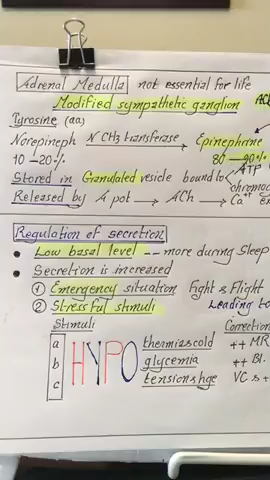 Adrenal Medulla not essential for life
Modified sympathetic ganglion
Tyrosine (aa)
Norepineph N CH3 transferase → Epinephrine
10 - 20% 80 - 90%
Stored in Granulated vesicle bound to ATP
Released by A pot → ACh → Ca++
Regulation of secretion
• Low basal level -- more during sleep
• Secretion is increased
① Emergency situation Fight & Flight
② Stressful stimuli Leading to
Stimuli Correction
a thermia & cold ++ MR
b HYPO glycemia ++ Bl.
c tension & hge VC &